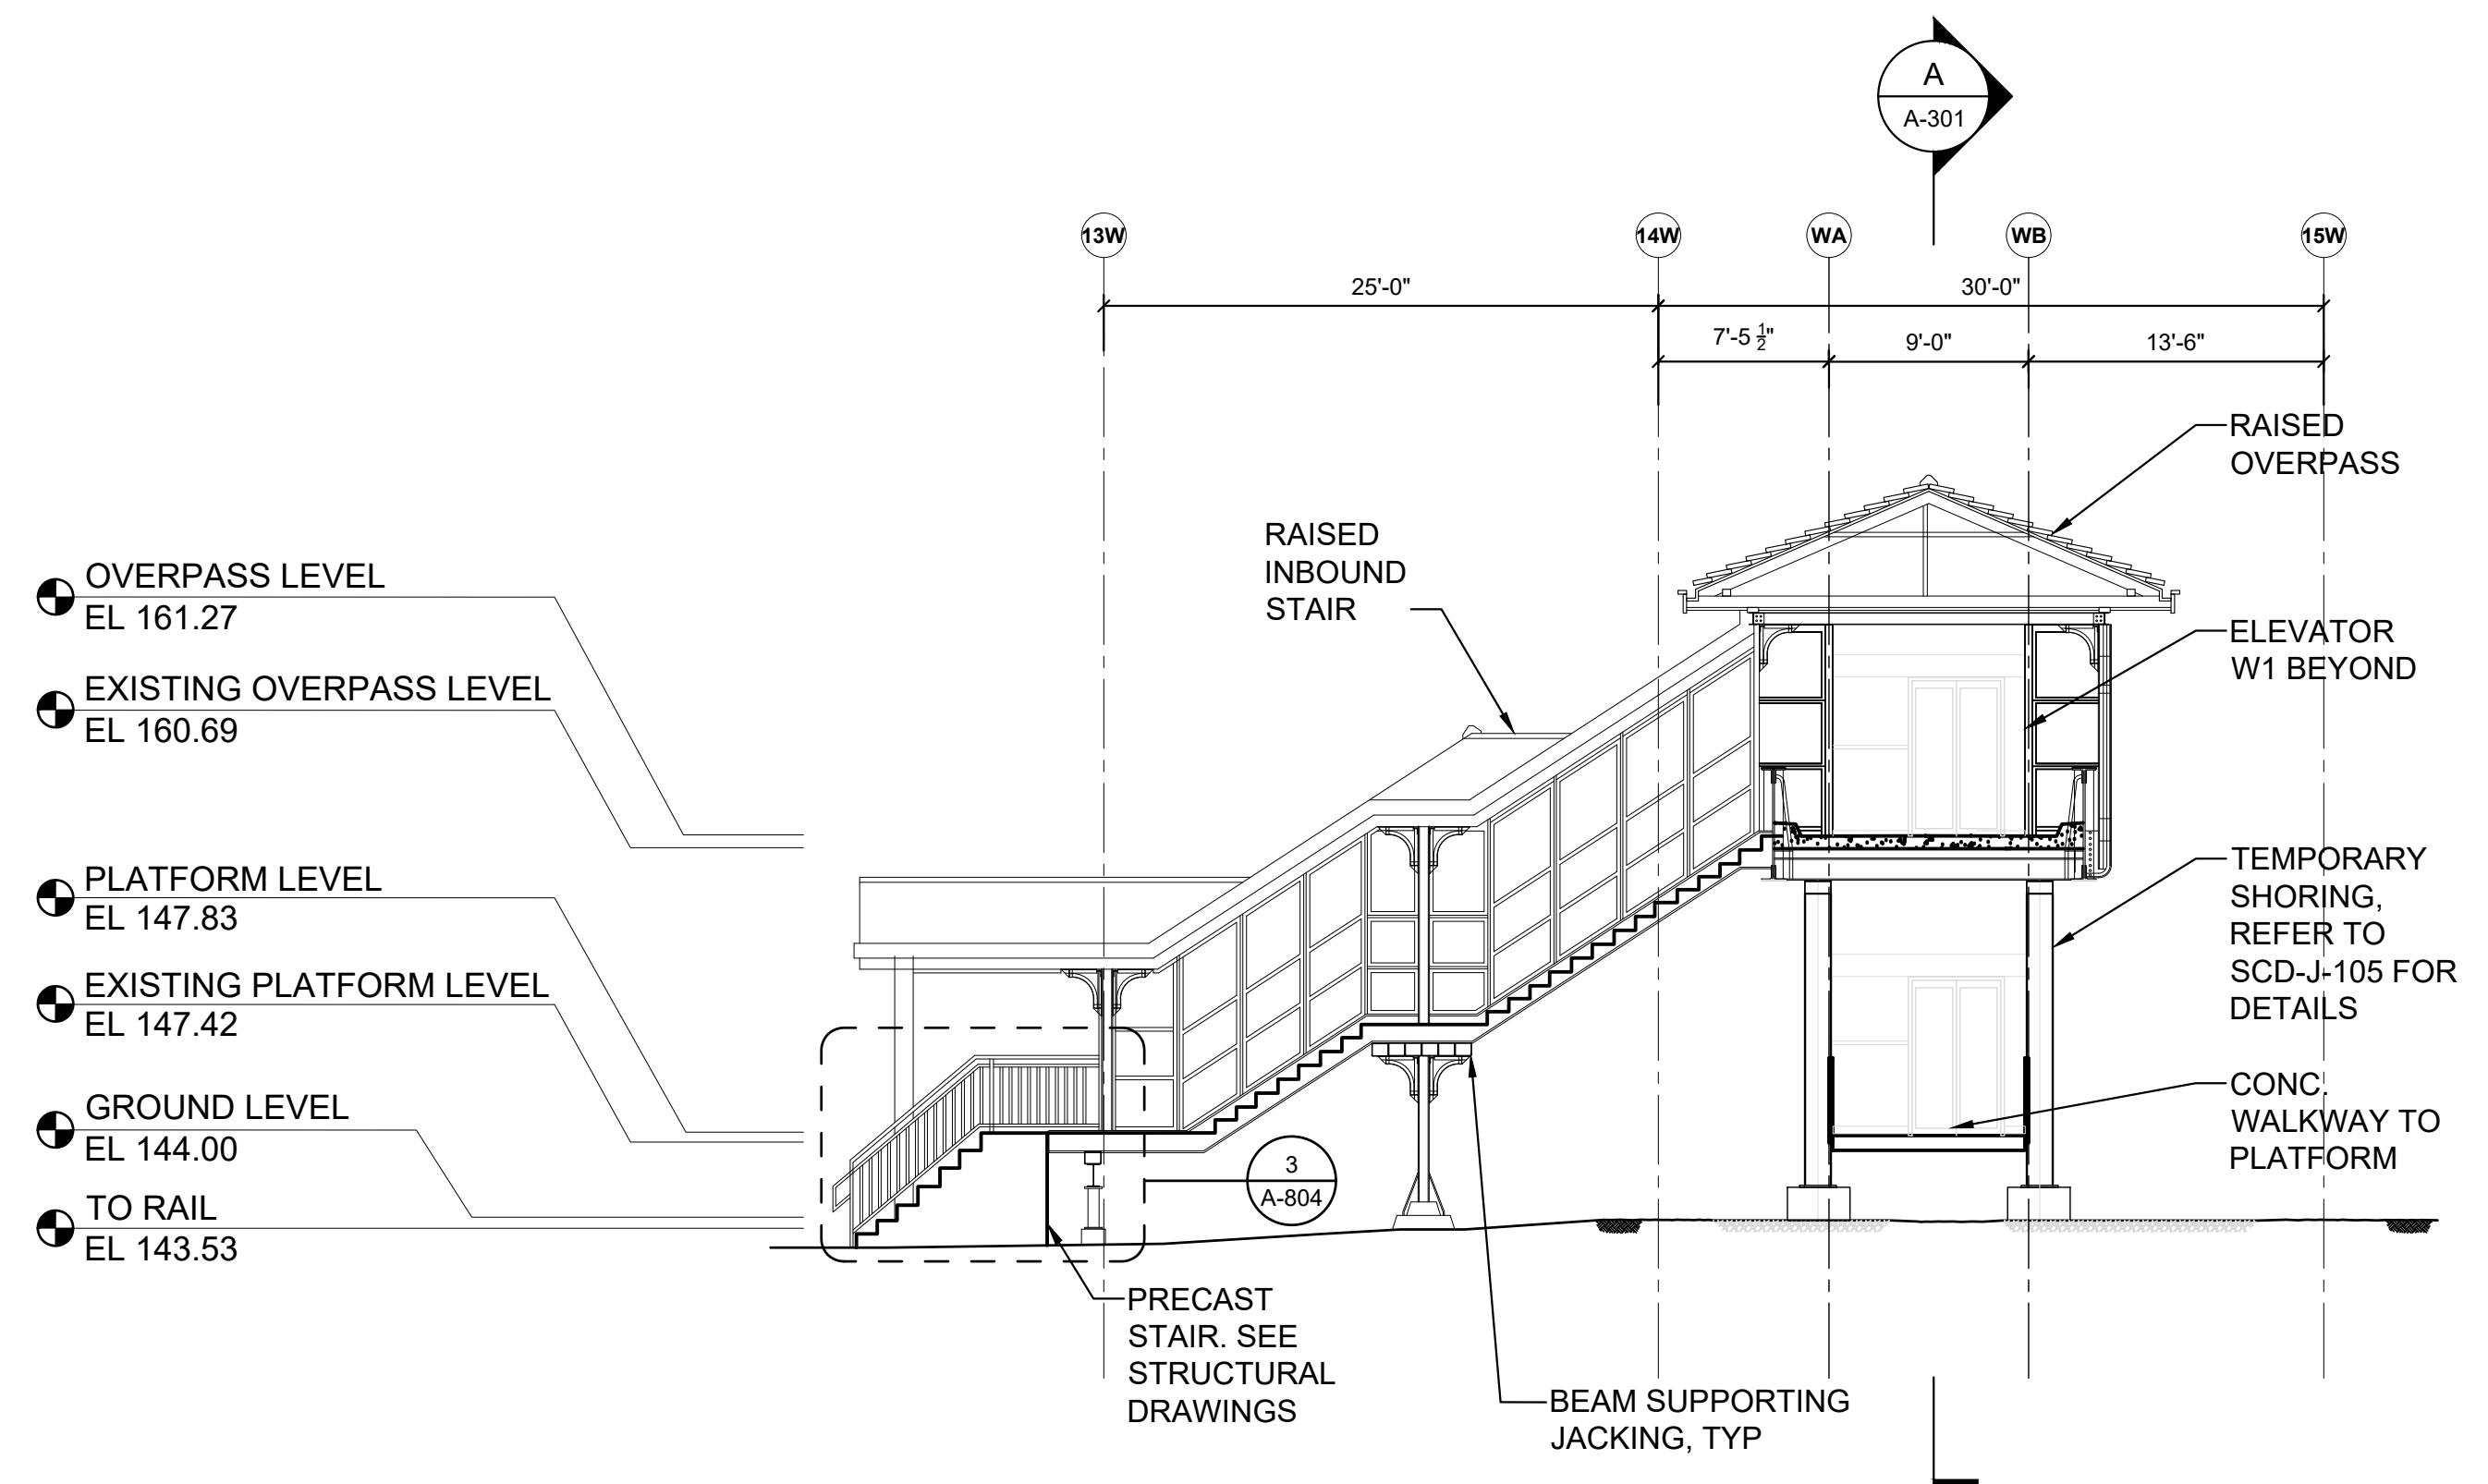 A
A-301
13W
14W
WA
WB
15W
25'-0"
30'-0"
7'-5 1/2"
9'-0"
13'-6"
RAISED
OVERPASS
RAISED
INBOUND
STAIR
OVERPASS LEVEL
EL 161.27
ELEVATOR
W1 BEYOND
EXISTING OVERPASS LEVEL
EL 160.69
PLATFORM LEVEL
EL 147.83
TEMPORARY
SHORING,
REFER TO
SCD-J-105 FOR
DETAILS
EXISTING PLATFORM LEVEL
EL 147.42
GROUND LEVEL
EL 144.00
CONC.
WALKWAY TO
PLATFORM
3
A-804
TO RAIL
EL 143.53
PRECAST
STAIR. SEE
STRUCTURAL
DRAWINGS
BEAM SUPPORTING
JACKING, TYP